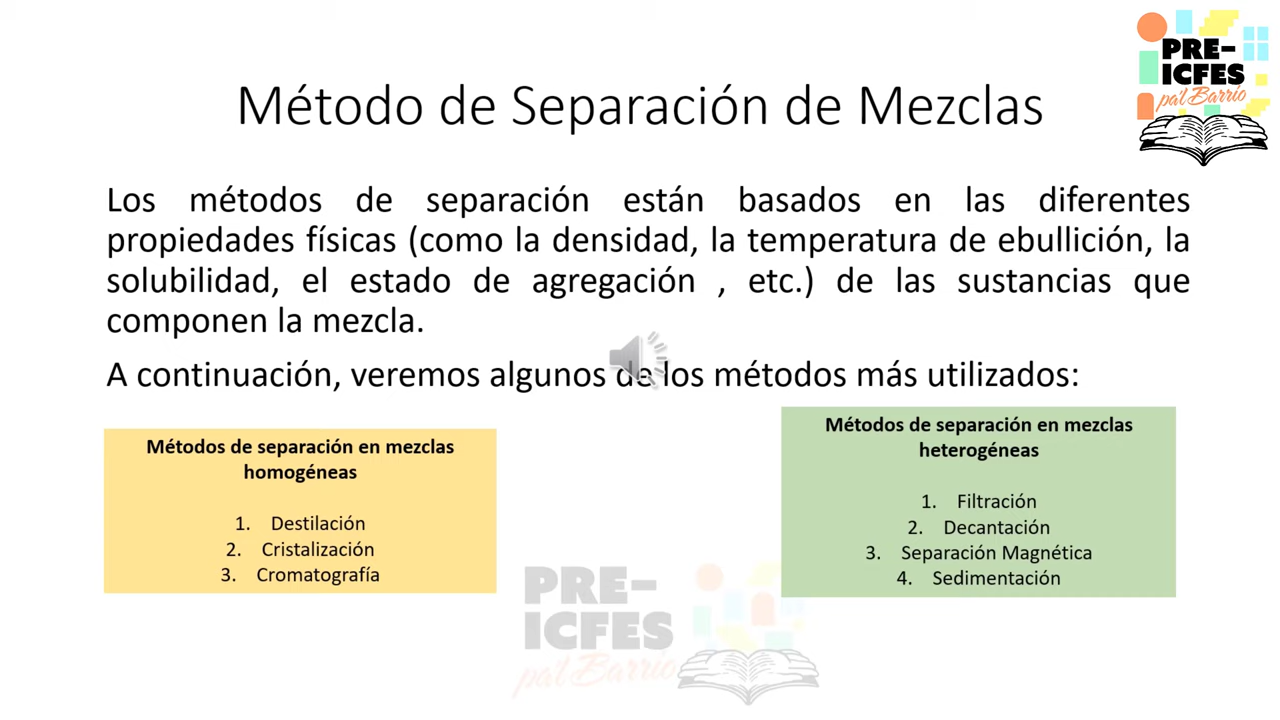 PRE-
ICFES
pa'l Barrio
Método de Separación de Mezclas
Los métodos de separación están basados en las diferentes
propiedades físicas (como la densidad, la temperatura de ebullición, la
solubilidad, el estado de agregación , etc.) de las sustancias que
componen la mezcla.
A continuación, veremos algunos de los métodos más utilizados:
Métodos de separación en mezclas
homogéneas
1. Destilación
2. Cristalización
3. Cromatografía
Métodos de separación en mezclas
heterogéneas
1. Filtración
2. Decantación
3. Separación Magnética
4. Sedimentación
PRE-
ICFES
pa'l Barrio